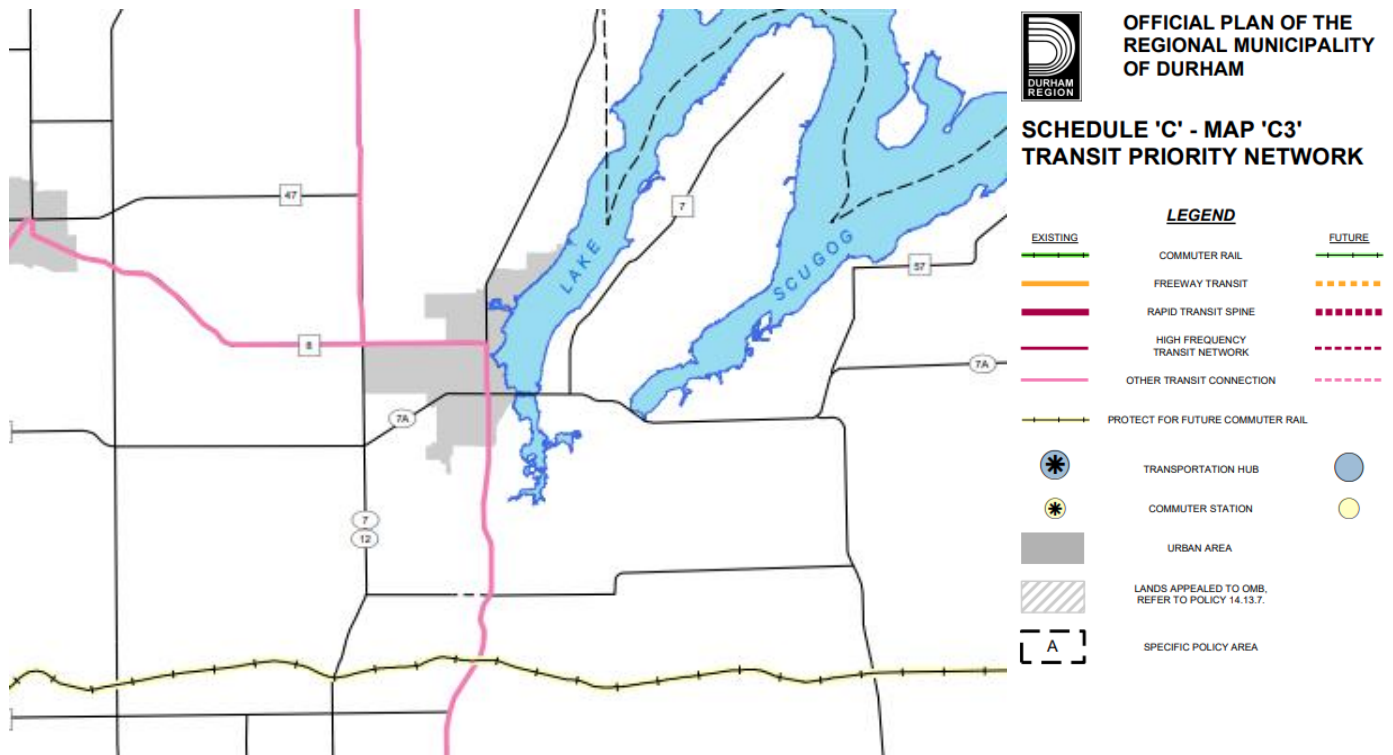 47
7
LAKE
SCUGOG
57
8
7A
7A
7
12
DURHAM
REGION
OFFICIAL PLAN OF THE
REGIONAL MUNICIPALITY
OF DURHAM
SCHEDULE 'C' - MAP 'C3'
TRANSIT PRIORITY NETWORK
LEGEND
EXISTING
FUTURE
COMMUTER RAIL
FREEWAY TRANSIT
RAPID TRANSIT SPINE
HIGH FREQUENCY
TRANSIT NETWORK
OTHER TRANSIT CONNECTION
PROTECT FOR FUTURE COMMUTER RAIL
TRANSPORTATION HUB
COMMUTER STATION
URBAN AREA
LANDS APPEALED TO OMB,
REFER TO POLICY 14.13.7.
A
SPECIFIC POLICY AREA